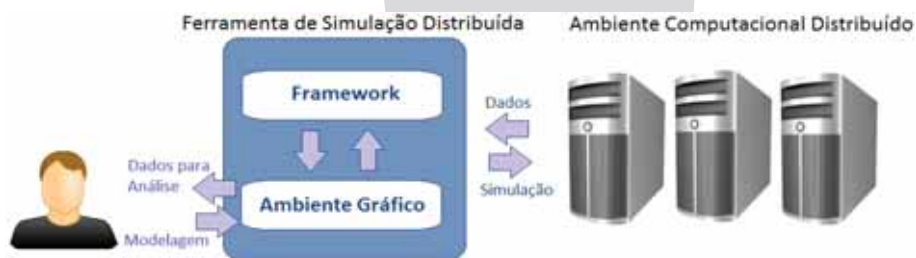 Ferramenta de Simulação Distribuída
Ambiente Computacional Distribuído
Framework
Ambiente Gráfico
Dados para
Análise
Modelagem
Dados
Simulação